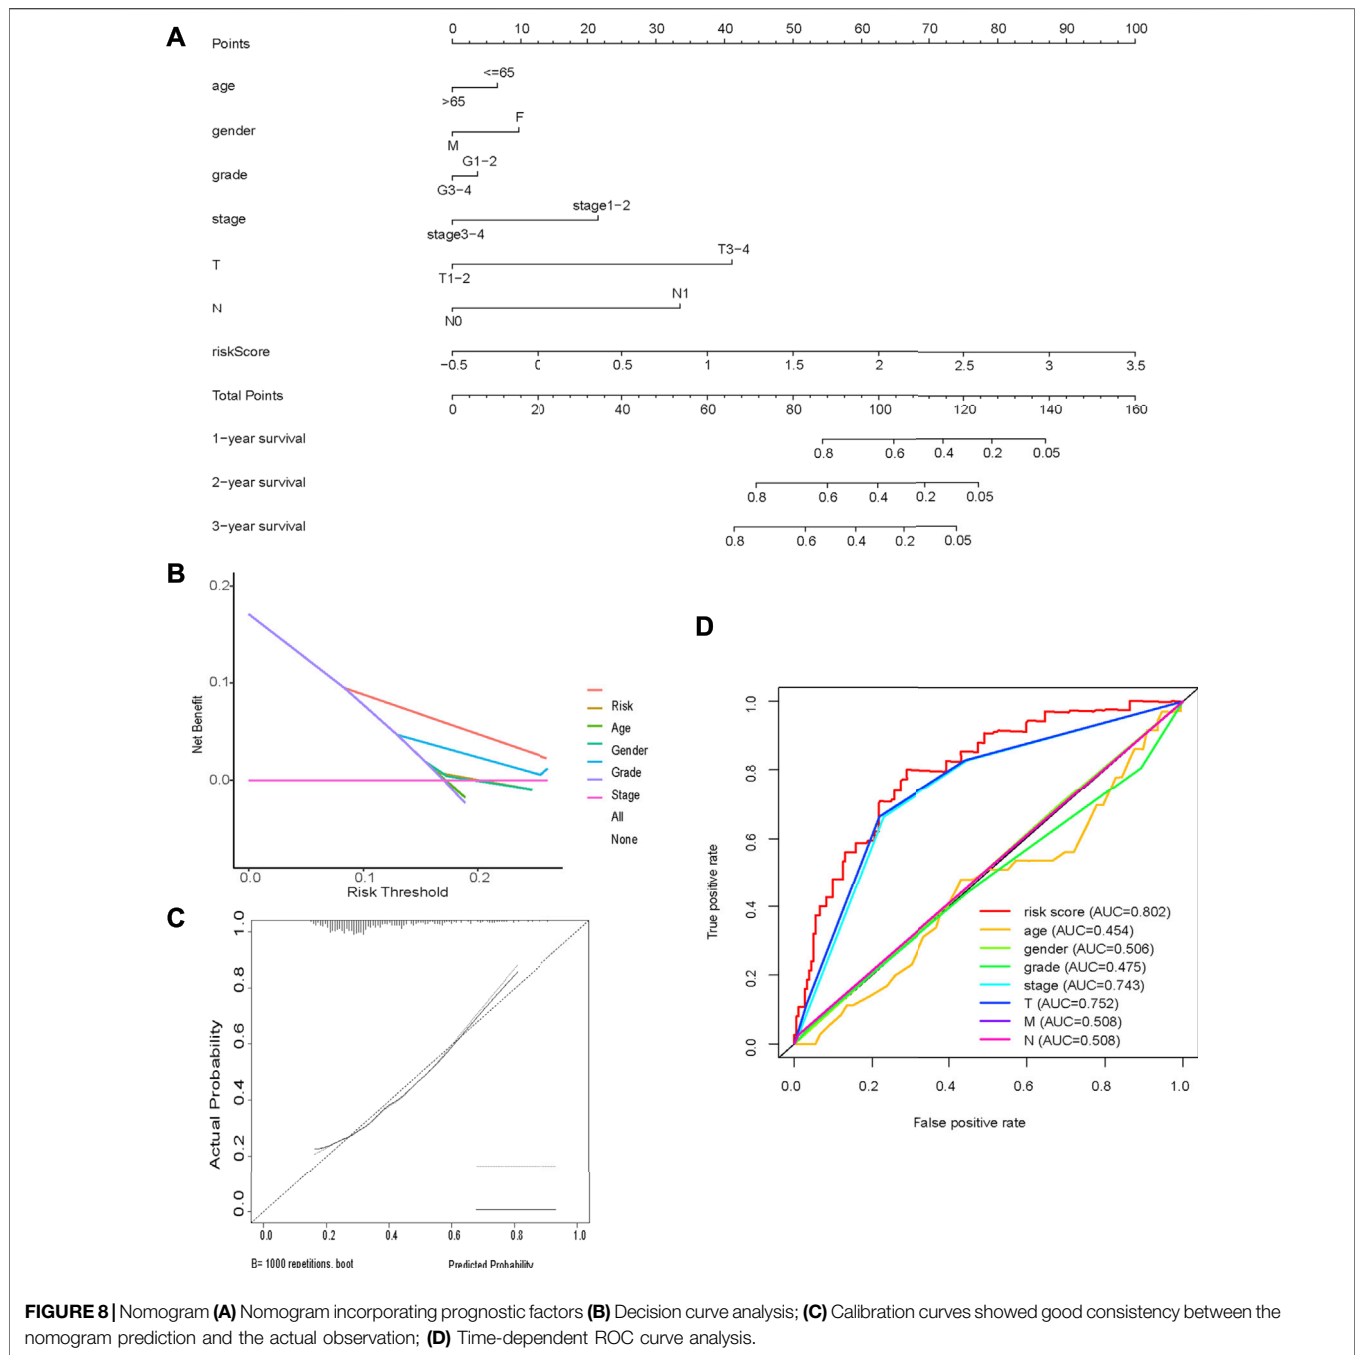 A
Points
0 10 20 30 40 50 60 70 80 90 100
age
<=65
>65
gender
F
M
grade
G1−2
G3−4
stage
stage1−2
stage3−4
T
T3−4
T1−2
N
N1
N0
riskScore
−0.5 0 0.5 1 1.5 2 2.5 3 3.5
Total Points
0 20 40 60 80 100 120 140 160
1−year survival
0.8 0.6 0.4 0.2 0.05
2−year survival
0.8 0.6 0.4 0.2 0.05
3−year survival
0.8 0.6 0.4 0.2 0.05
B
Net Benefit
0.2
0.1
0.0
0.0 0.1 0.2
Risk Threshold
Risk
Age
Gender
Grade
Stage
All
None
C
Actual Probability
1.0
0.8
0.6
0.4
0.2
0.0
0.0 0.2 0.4 0.6 0.8 1.0
B= 1000 repetitions, boot
Predicted Probability
D
True positive rate
1.0
0.8
0.6
0.4
0.2
0.0
risk score (AUC=0.802)
age (AUC=0.454)
gender (AUC=0.506)
grade (AUC=0.475)
stage (AUC=0.743)
T (AUC=0.752)
M (AUC=0.508)
N (AUC=0.508)
0.0 0.2 0.4 0.6 0.8 1.0
False positive rate
FIGURE 8 | Nomogram (A) Nomogram incorporating prognostic factors (B) Decision curve analysis; (C) Calibration curves showed good consistency between the
nomogram prediction and the actual observation; (D) Time-dependent ROC curve analysis.